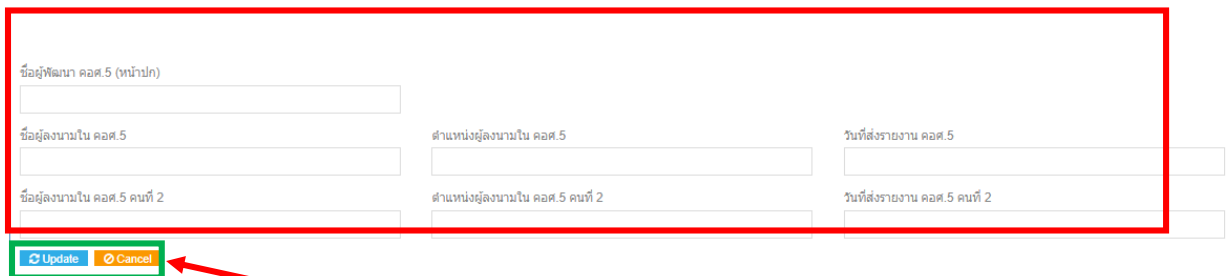 ชื่อผู้พัฒนา คอศ.5 (หน้าปก)
ชื่อผู้ลงนามใน คอศ.5 ตำแหน่งผู้ลงนามใน คอศ.5 วันที่ส่งรายงาน คอศ.5
ชื่อผู้ลงนามใน คอศ.5 คนที่ 2 ตำแหน่งผู้ลงนามใน คอศ.5 คนที่ 2 วันที่ส่งรายงาน คอศ.5 คนที่ 2
Update Cancel